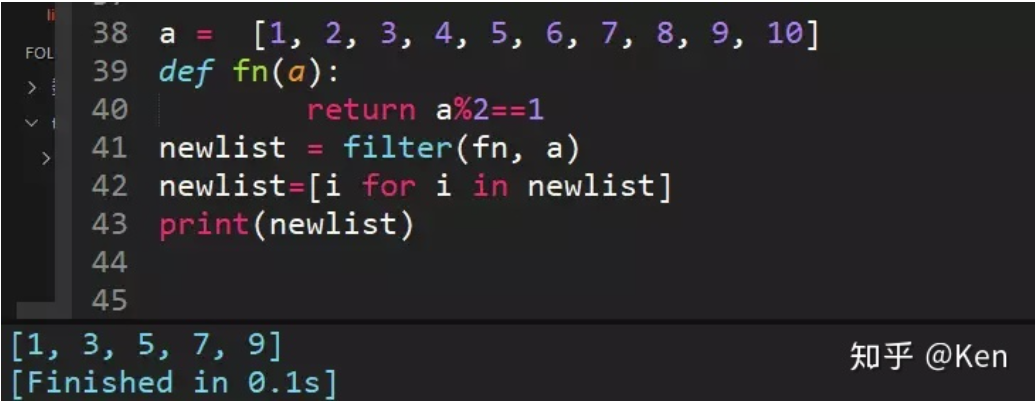 FOL
38 a =  [1, 2, 3, 4, 5, 6, 7, 8, 9, 10]
39 def fn(a):
40         return a%2==1
41 newlist = filter(fn, a)
42 newlist=[i for i in newlist]
43 print(newlist)
44
45
[1, 3, 5, 7, 9]
[Finished in 0.1s]
知乎 @Ken